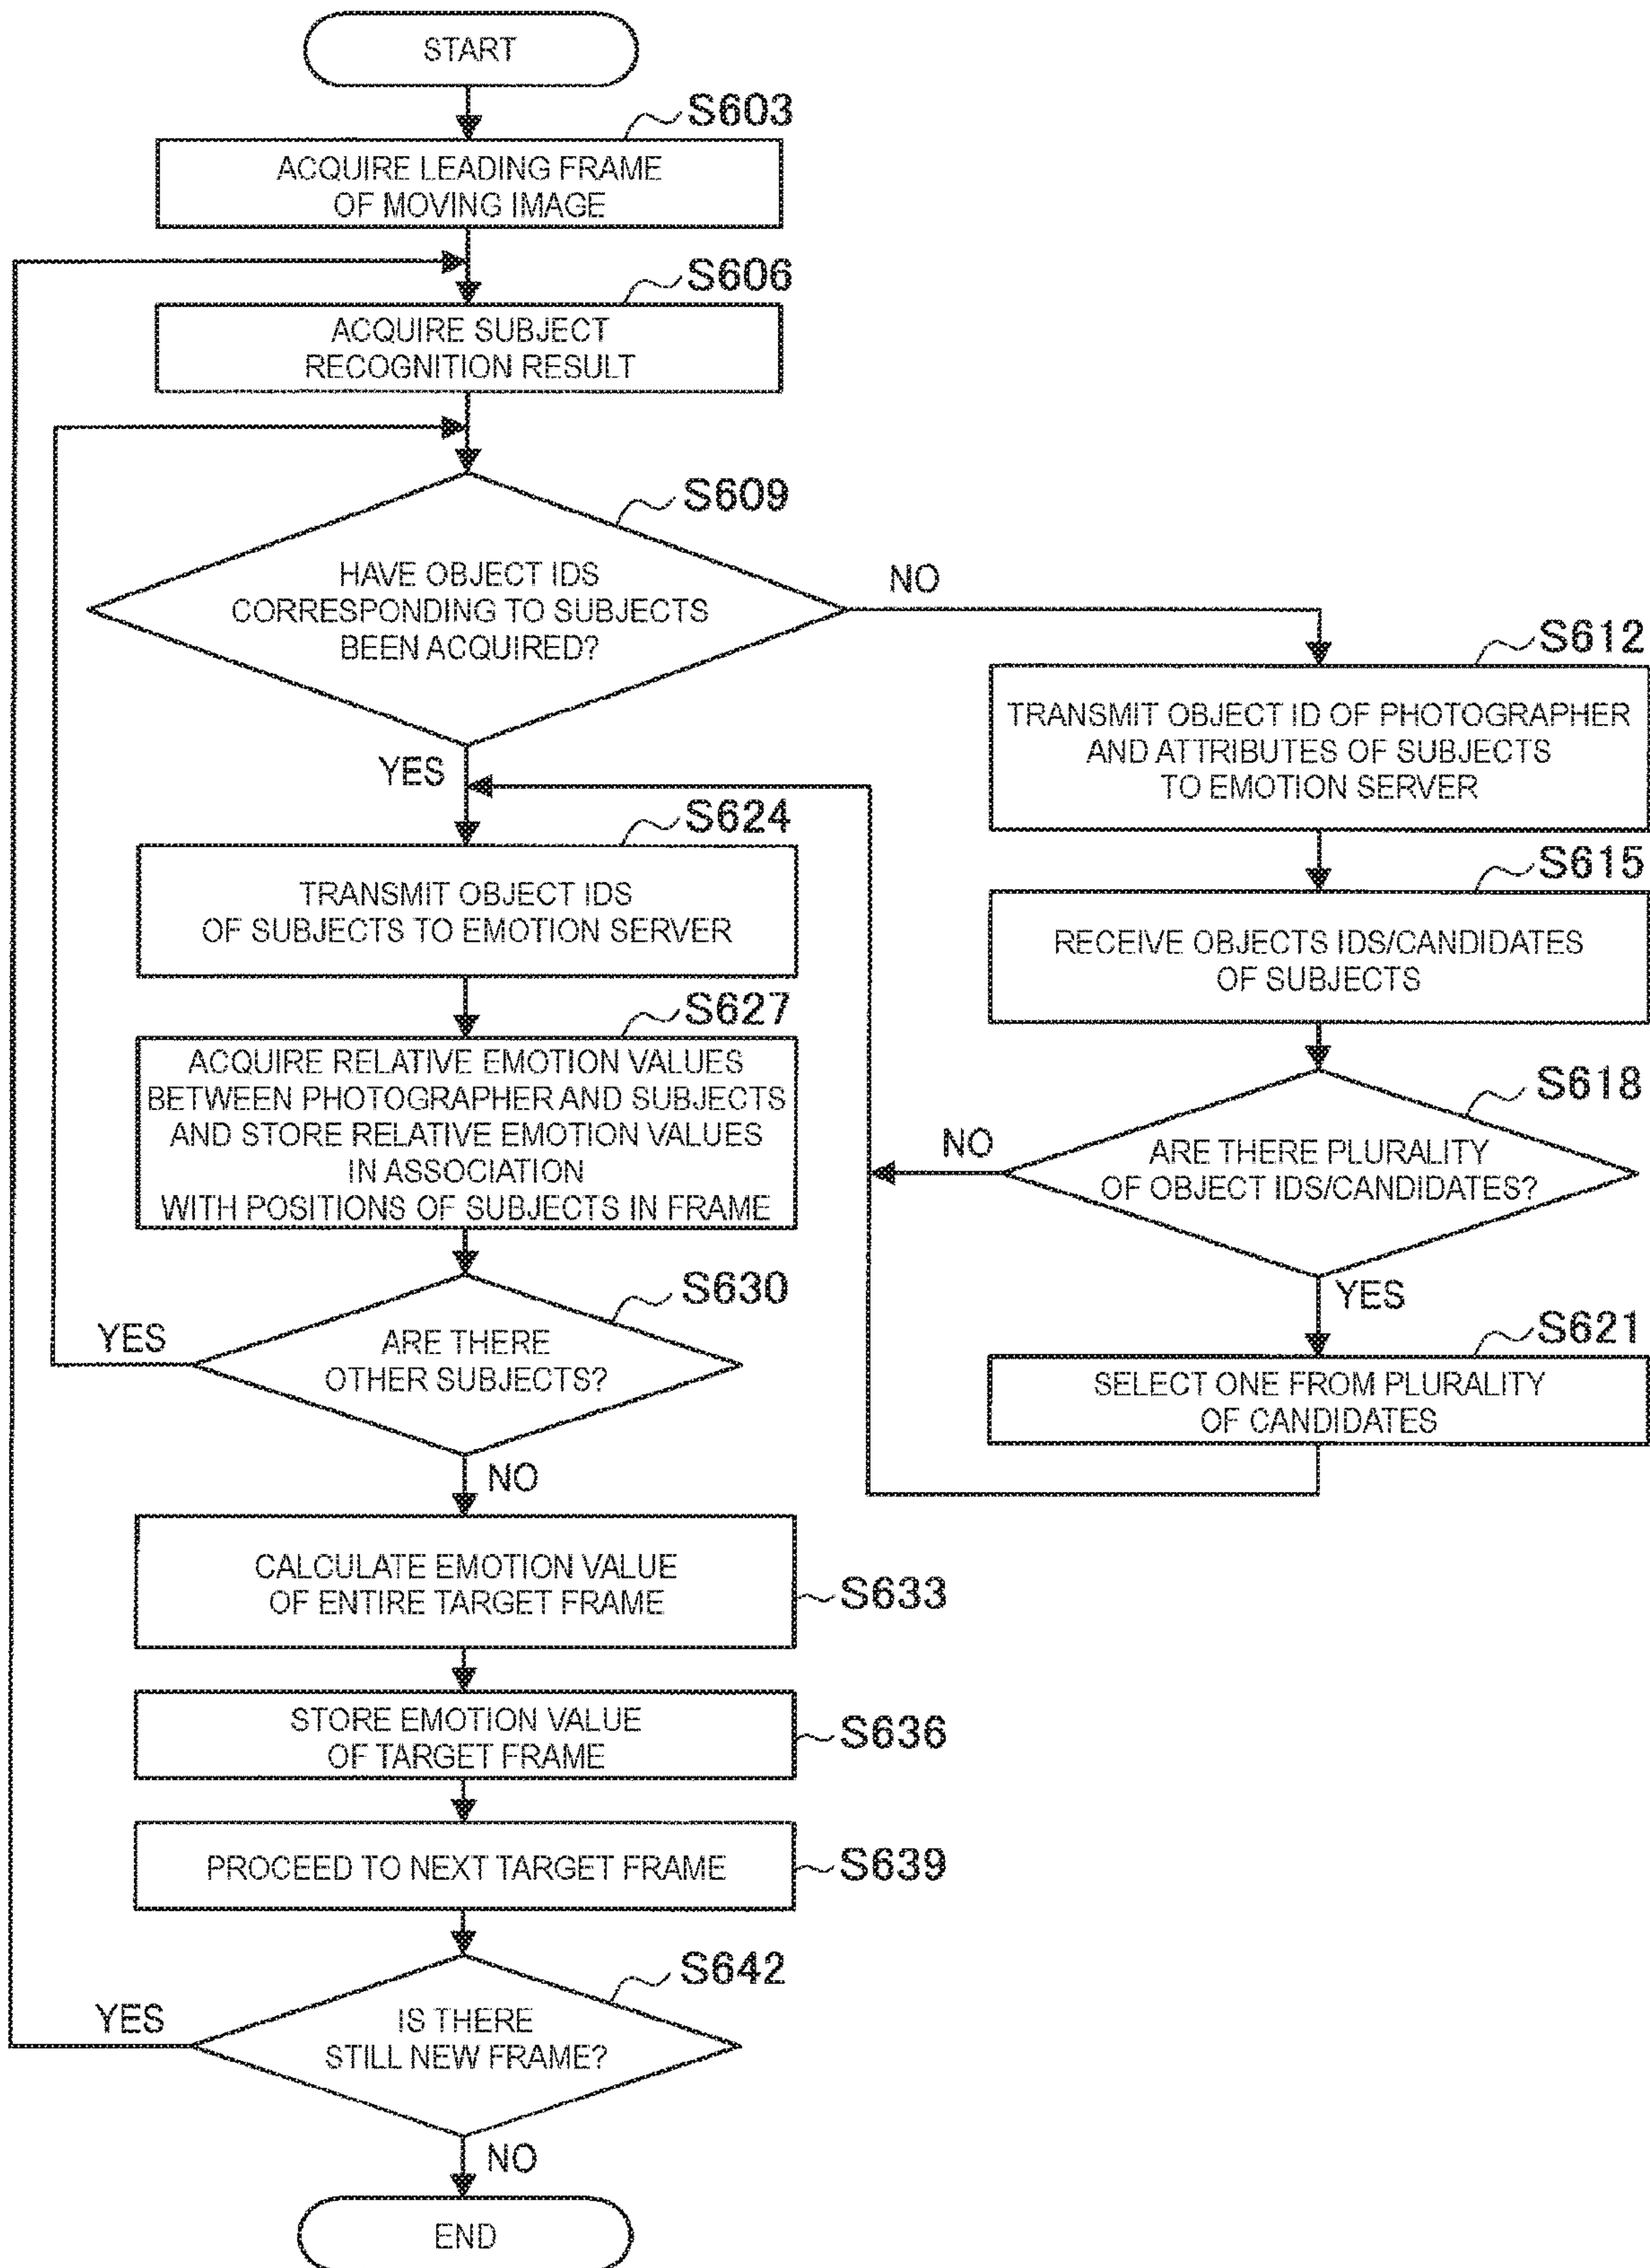 START
S603
ACQUIRE LEADING FRAME
OF MOVING IMAGE
S606
ACQUIRE SUBJECT
RECOGNITION RESULT
S609
HAVE OBJECT IDS
CORRESPONDING TO SUBJECTS
BEEN ACQUIRED?
NO
YES
S612
TRANSMIT OBJECT ID OF PHOTOGRAPHER
AND ATTRIBUTES OF SUBJECTS
TO EMOTION SERVER
S615
RECEIVE OBJECTS IDS/CANDIDATES
OF SUBJECTS
S618
ARE THERE PLURALITY
OF OBJECT IDS/CANDIDATES?
NO
YES
S621
SELECT ONE FROM PLURALITY
OF CANDIDATES
S624
TRANSMIT OBJECT IDS
OF SUBJECTS TO EMOTION SERVER
S627
ACQUIRE RELATIVE EMOTION VALUES
BETWEEN PHOTOGRAPHER AND SUBJECTS
AND STORE RELATIVE EMOTION VALUES
IN ASSOCIATION
WITH POSITIONS OF SUBJECTS IN FRAME
S630
YES
ARE THERE
OTHER SUBJECTS?
NO
CALCULATE EMOTION VALUE
OF ENTIRE TARGET FRAME
S633
STORE EMOTION VALUE
OF TARGET FRAME
S636
PROCEED TO NEXT TARGET FRAME
S639
S642
YES
IS THERE
STILL NEW FRAME?
NO
END